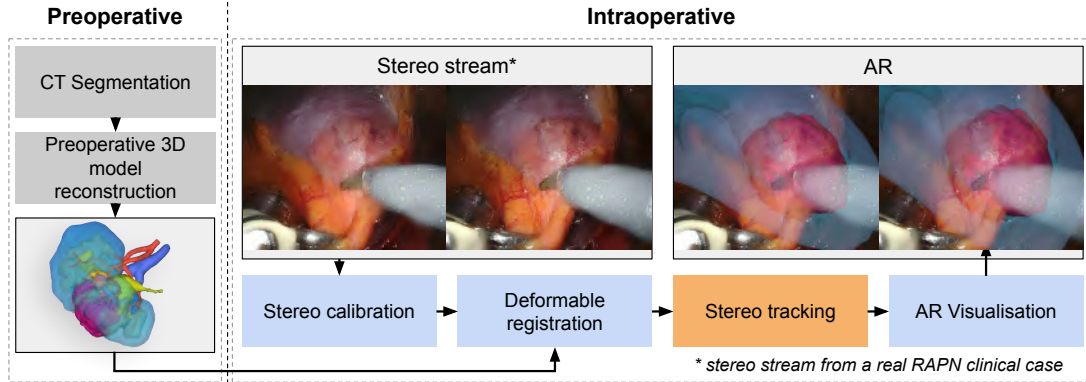 Preoperative
Intraoperative
CT Segmentation
Preoperative 3D
model
reconstruction
Stereo stream*
AR
Stereo calibration
Deformable
registration
Stereo tracking
AR Visualisation
* stereo stream from a real RAPN clinical case